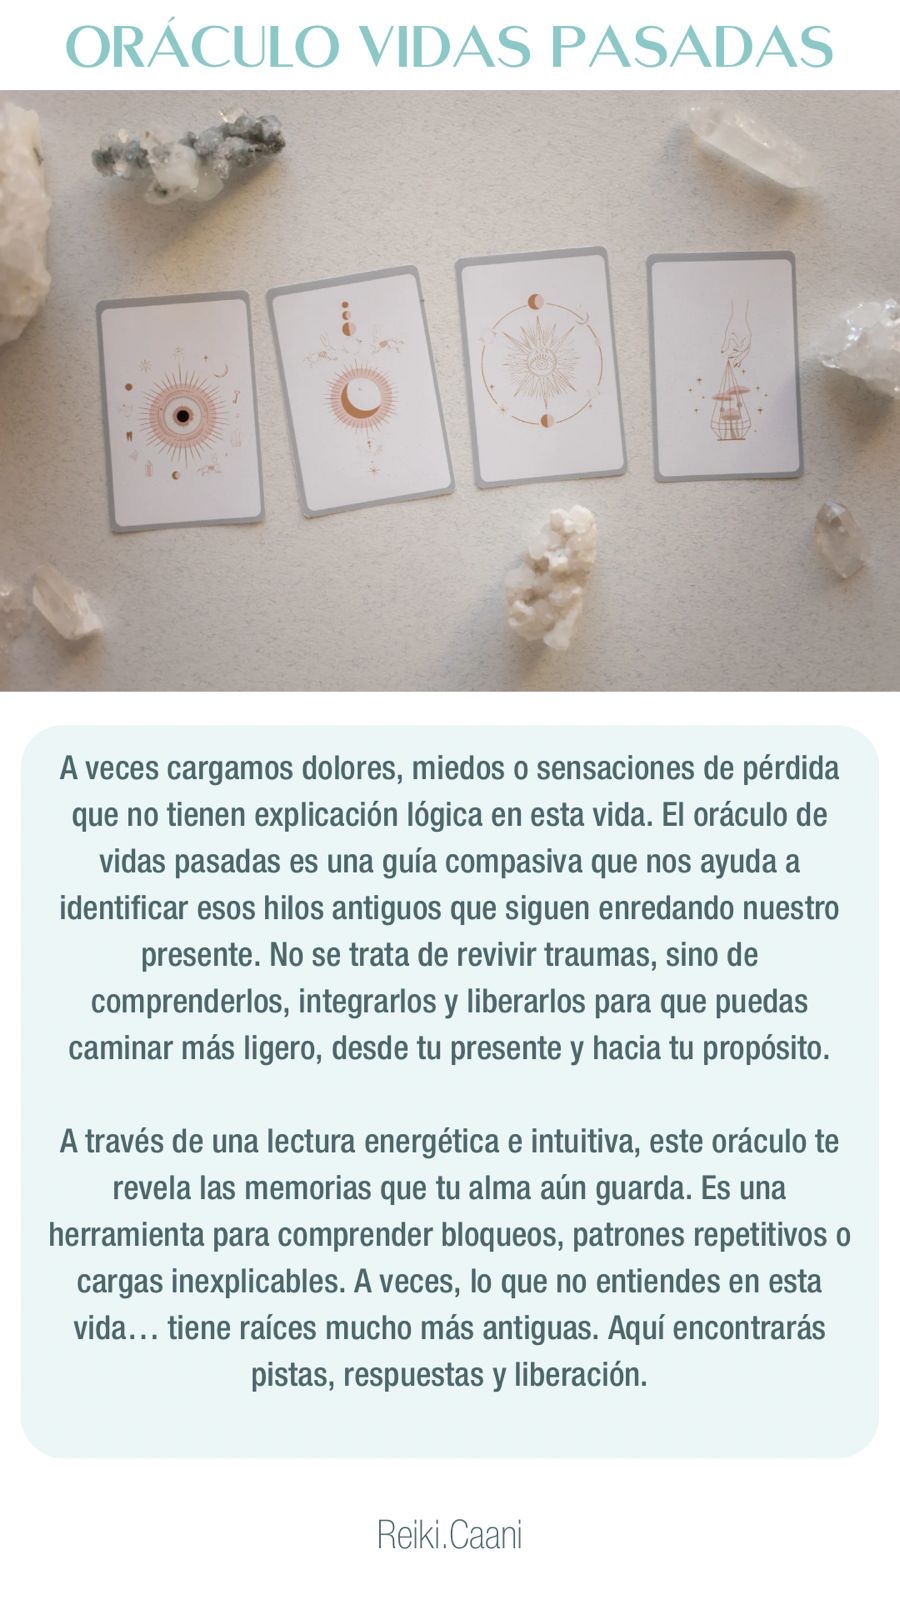 ORÁCULO VIDAS PASADAS
A veces cargamos dolores, miedos o sensaciones de pérdida
que no tienen explicación lógica en esta vida. El oráculo de
vidas pasadas es una guía compasiva que nos ayuda a
identificar esos hilos antiguos que siguen enredando nuestro
presente. No se trata de revivir traumas, sino de
comprenderlos, integrarlos y liberarlos para que puedas
caminar más ligero, desde tu presente y hacia tu propósito.
A través de una lectura energética e intuitiva, este oráculo te
revela las memorias que tu alma aún guarda. Es una
herramienta para comprender bloqueos, patrones repetitivos o
cargas inexplicables. A veces, lo que no entiendes en esta
vida… tiene raíces mucho más antiguas. Aquí encontrarás
pistas, respuestas y liberación.
Reiki.Caani